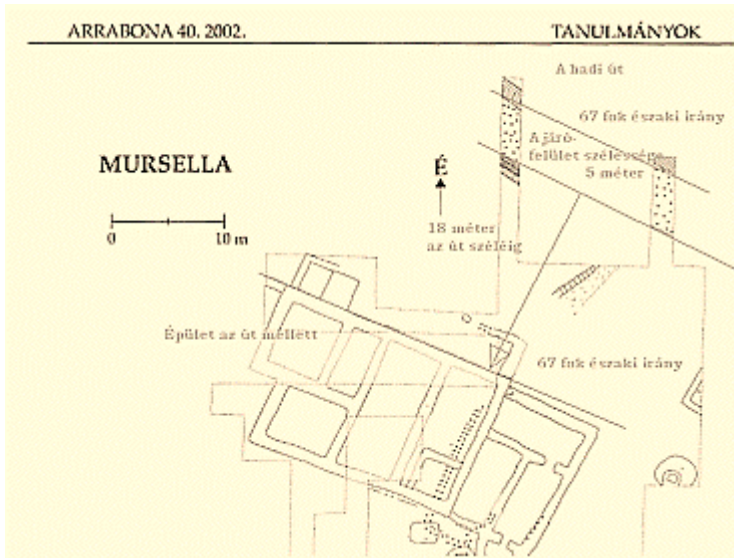 ARRABONA 40. 2002. TANULMÁNYOK
A hadi út
67 fok északi irány
A járó-
felület szélessége
5 méter
MURSELLA
É
0 10 m
18 méter
az út széléig
Épület az út mellett
67 fok északi irány